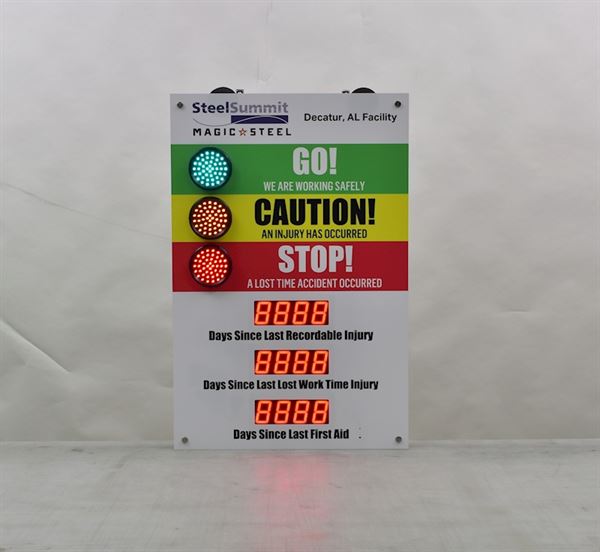 SteelSummit
MAGIC★STEEL
Decatur, AL Facility
GO!
WE ARE WORKING SAFELY
CAUTION!
AN INJURY HAS OCCURRED
STOP!
A LOST TIME ACCIDENT OCCURRED
8888
Days Since Last Recordable Injury
8888
Days Since Last Lost Work Time Injury
8888
Days Since Last First Aid